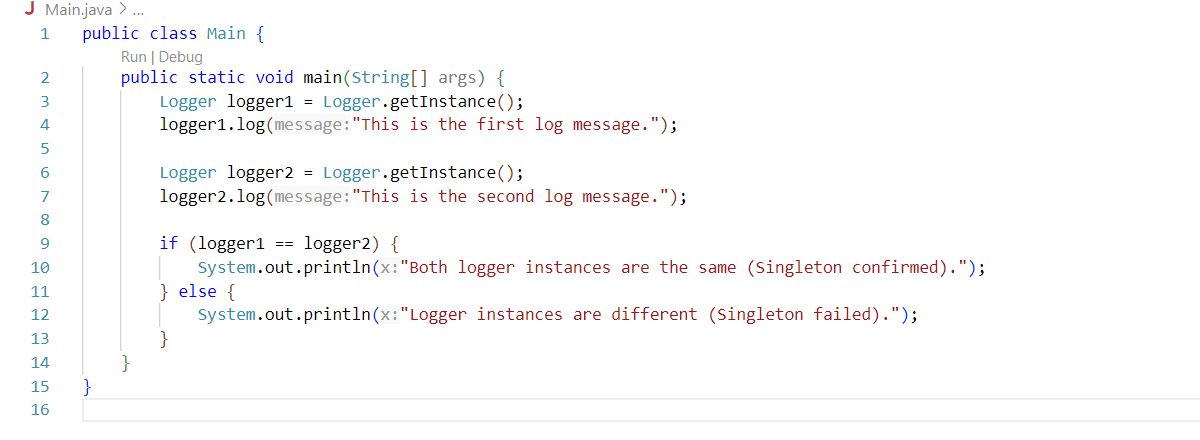 J Main.java > ...
1 public class Main {
Run | Debug
2 public static void main(String[] args) {
3 Logger logger1 = Logger.getInstance();
4 logger1.log(message:"This is the first log message.");
5
6 Logger logger2 = Logger.getInstance();
7 logger2.log(message:"This is the second log message.");
8
9 if (logger1 == logger2) {
10 System.out.println(x:"Both logger instances are the same (Singleton confirmed).");
11 } else {
12 System.out.println(x:"Logger instances are different (Singleton failed).");
13 }
14 }
15 }
16